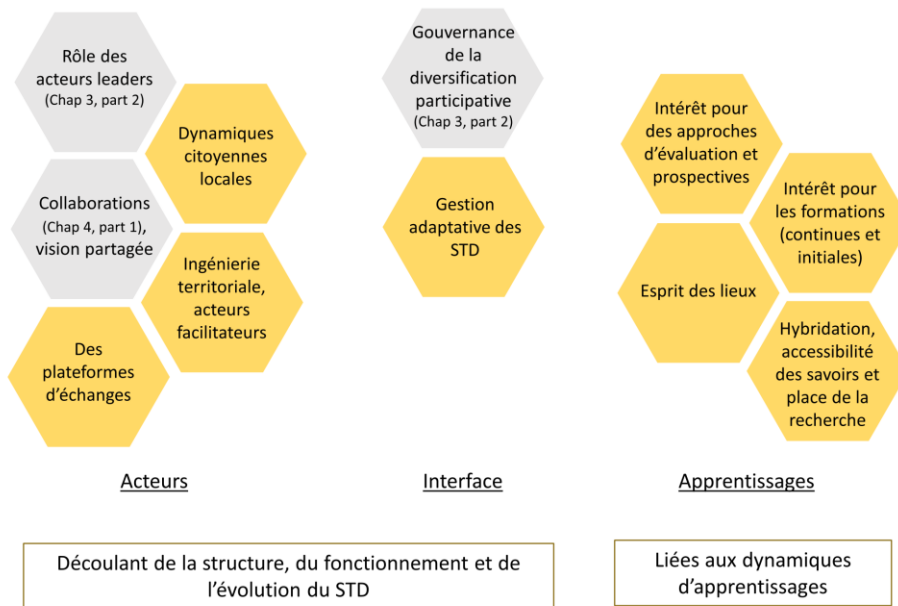 Rôle des
acteurs leaders
(Chap 3, part 2)
Dynamiques
citoyennes
locales
Collaborations
(Chap 4, part 1),
vision partagée
Ingénierie
territoriale,
acteurs
facilitateurs
Des
plateformes
d'échanges
Acteurs
Gouvernance
de la
diversification
participative
(Chap 3, part 2)
Gestion
adaptative des
STD
Interface
Intérêt pour
des approches
d'évaluation et
prospectives
Intérêt pour
les formations
(continues et
initiales)
Esprit des lieux
Hybridation,
accessibilité
des savoirs et
place de la
recherche
Apprentissages
Découlant de la structure, du fonctionnement et de
l'évolution du STD
Liées aux dynamiques
d'apprentissages